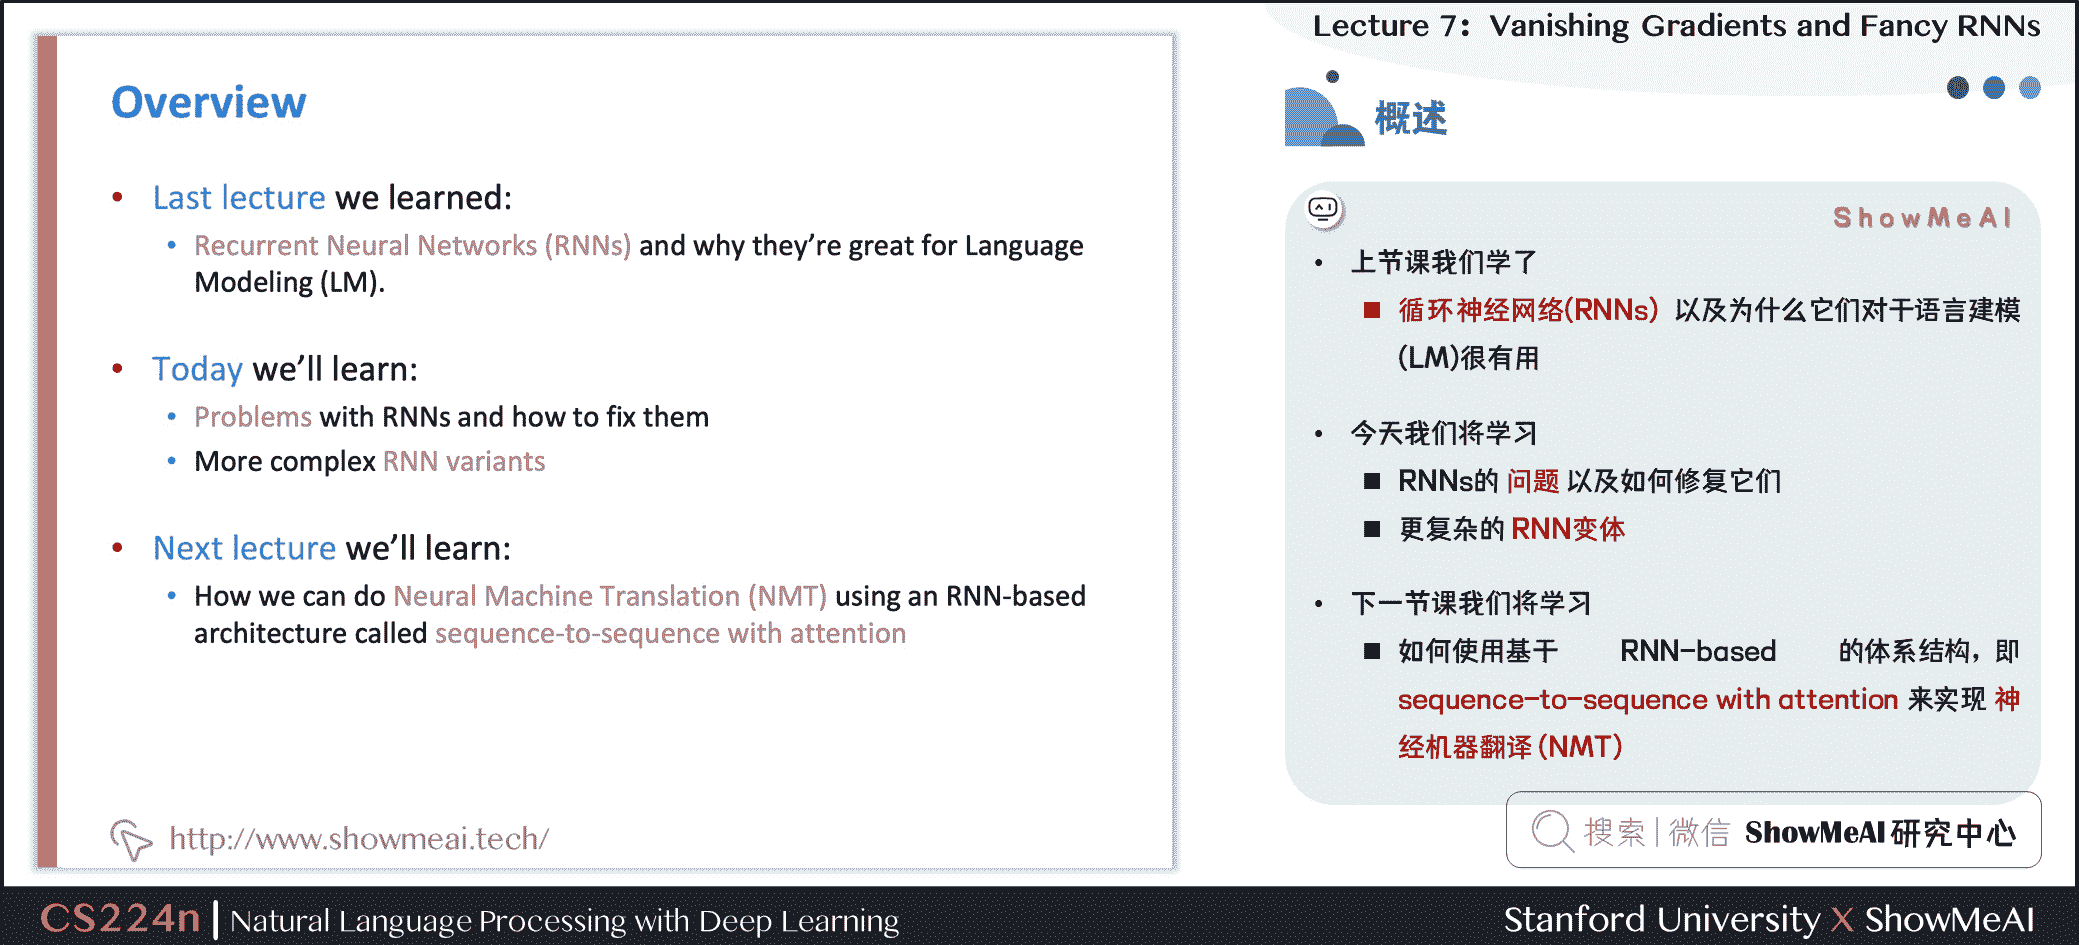 Lecture 7: Vanishing Gradients and Fancy RNNs
Overview
• Last lecture we learned:
• Recurrent Neural Networks (RNNs) and why they’re great for Language
Modeling (LM).
• Today we’ll learn:
• Problems with RNNs and how to fix them
• More complex RNN variants
• Next lecture we’ll learn:
• How we can do Neural Machine Translation (NMT) using an RNN-based
architecture called sequence-to-sequence with attention
http://www.showmeai.tech/
概述
ShowMeAI
• 上节课我们学了
■ 循环神经网络(RNNs) 以及为什么它们对于语言建模
(LM)很有用
• 今天我们将学习
■ RNNs的 问题 以及如何修复它们
■ 更复杂的 RNN变体
• 下一节课我们将学习
■ 如何使用基于 RNN-based 的体系结构，即
sequence-to-sequence with attention 来实现 神
经机器翻译 (NMT)
搜索 | 微信 ShowMeAI 研究中心
CS224n | Natural Language Processing with Deep Learning
Stanford University X ShowMeAI